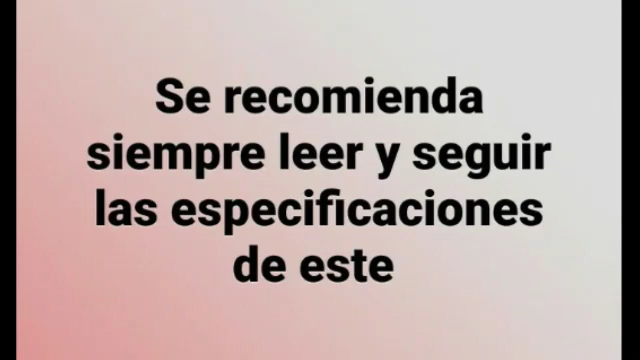 Se recomienda
siempre leer y seguir
las especificaciones
de este